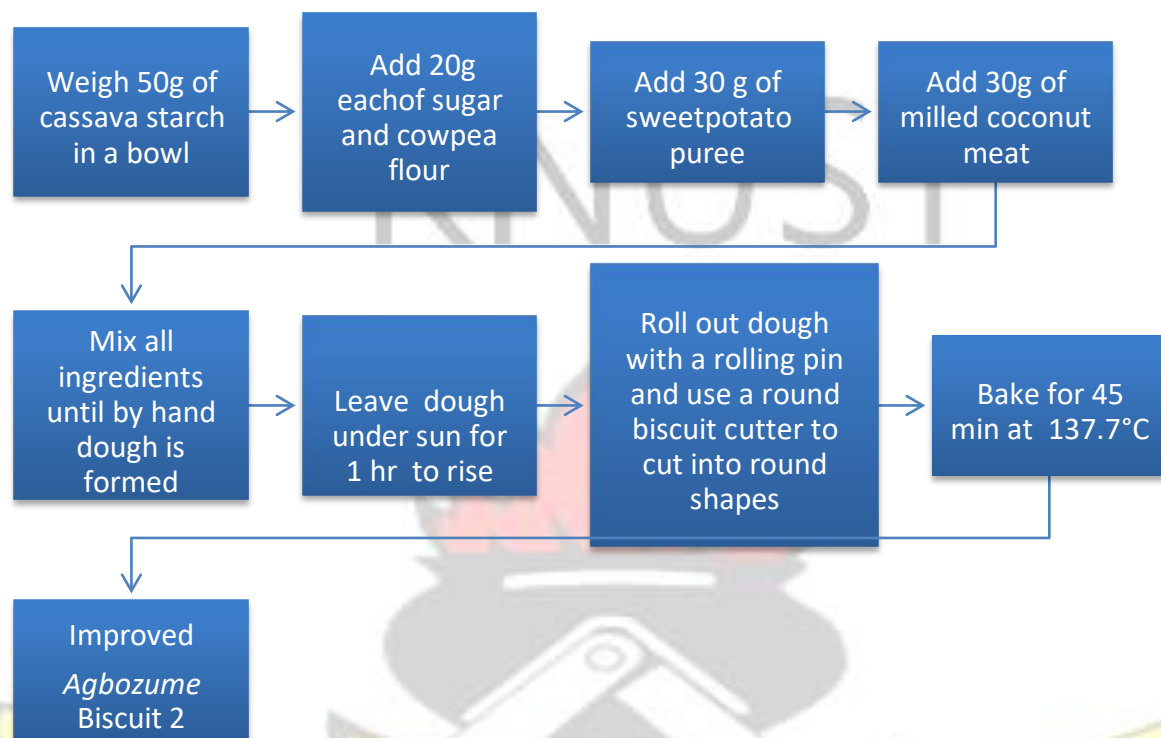 Weigh 50g of
cassava starch
in a bowl
Add 20g
eachof sugar
and cowpea
flour
Add 30 g of
sweetpotato
puree
Add 30g of
milled coconut
meat
KNUST
Mix all
ingredients
until by hand
dough is
formed
Leave dough
under sun for
1 hr to rise
Roll out dough
with a rolling pin
and use a round
biscuit cutter to
cut into round
shapes
Bake for 45
min at 137.7°C
Improved
Agbozume
Biscuit 2